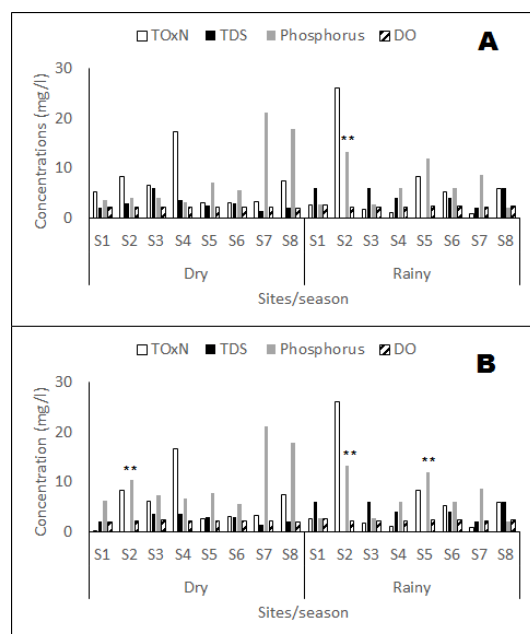 TOxN TDS Phosphorus DO
A
Concentrations (mg/l)
30
20
10
0
**
S1 S2 S3 S4 S5 S6 S7 S8 S1 S2 S3 S4 S5 S6 S7 S8
Dry Rainy
Sites/season
TOxN TDS Phosphorus DO
B
Concentration (mg/l)
30
20
10
0
** ** **
S1 S2 S3 S4 S5 S6 S7 S8 S1 S2 S3 S4 S5 S6 S7 S8
Dry Rainy
Sites/season